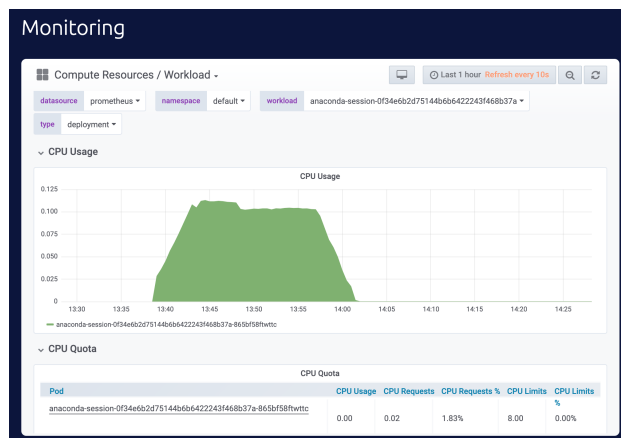 Monitoring
Compute Resources / Workload
Last 1 hour Refresh every 10s
datasource prometheus namespace default workload anaconda-session-0f34e6b2d75144b6b6422243f468b37a
type deployment
CPU Usage
CPU Usage
0.125
0.100
0.075
0.050
0.025
0
13:30 13:35 13:40 13:45 13:50 13:55 14:00 14:05 14:10 14:15 14:20 14:25
anaconda-session-0f34e6b2d75144b6b6422243f468b37a-865bf58ftwttc
CPU Quota
CPU Quota
Pod CPU Usage CPU Requests CPU Requests % CPU Limits CPU Limits %
anaconda-session-0f34e6b2d75144b6b6422243f468b37a-865bf58ftwttc 0.00 0.02 1.83% 8.00 0.00%